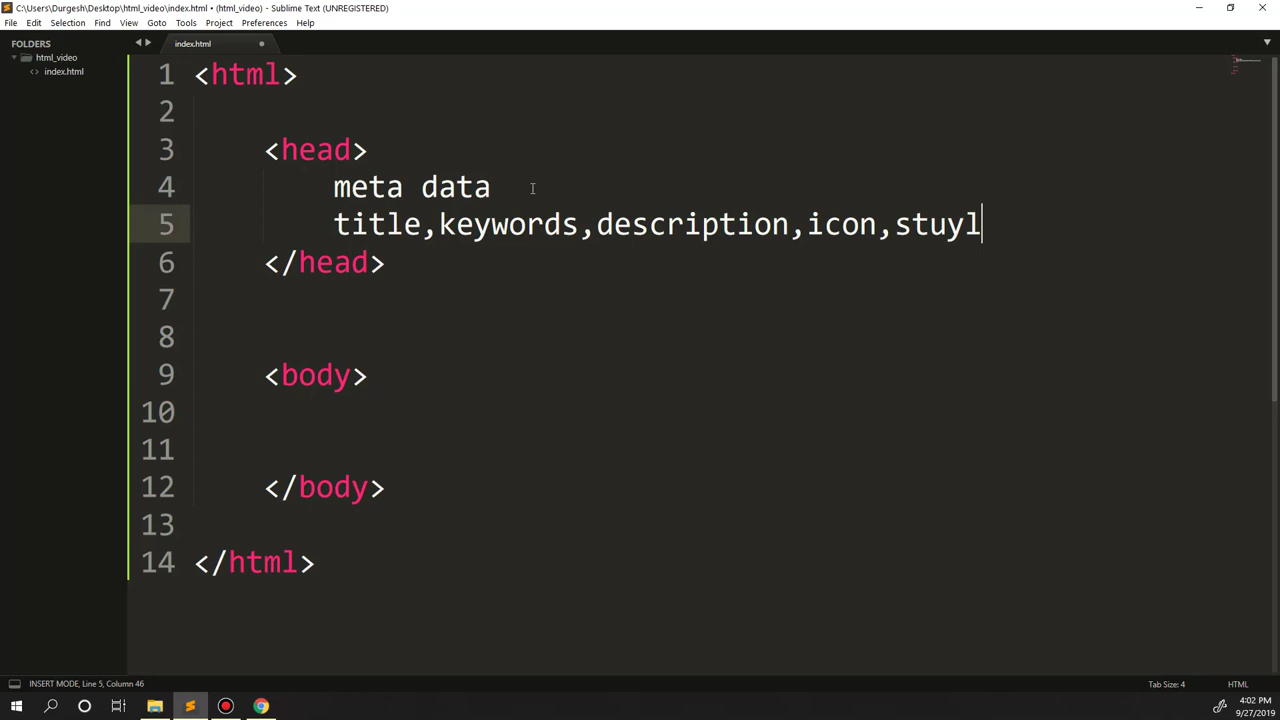 C:\Users\Durgesh\Desktop\html_video\index.html • (html_video) - Sublime Text (UNREGISTERED)
File Edit Selection Find View Goto Tools Project Preferences Help
FOLDERS
html_video
index.html
index.html
1 <html>
2
3 <head>
4 meta data
5 title,keywords,description,icon,stuyl
6 </head>
7
8
9 <body>
10
11
12 </body>
13
14 </html>
INSERT MODE, Line 5, Column 46
Tab Size: 4 HTML
4:02 PM
9/27/2019